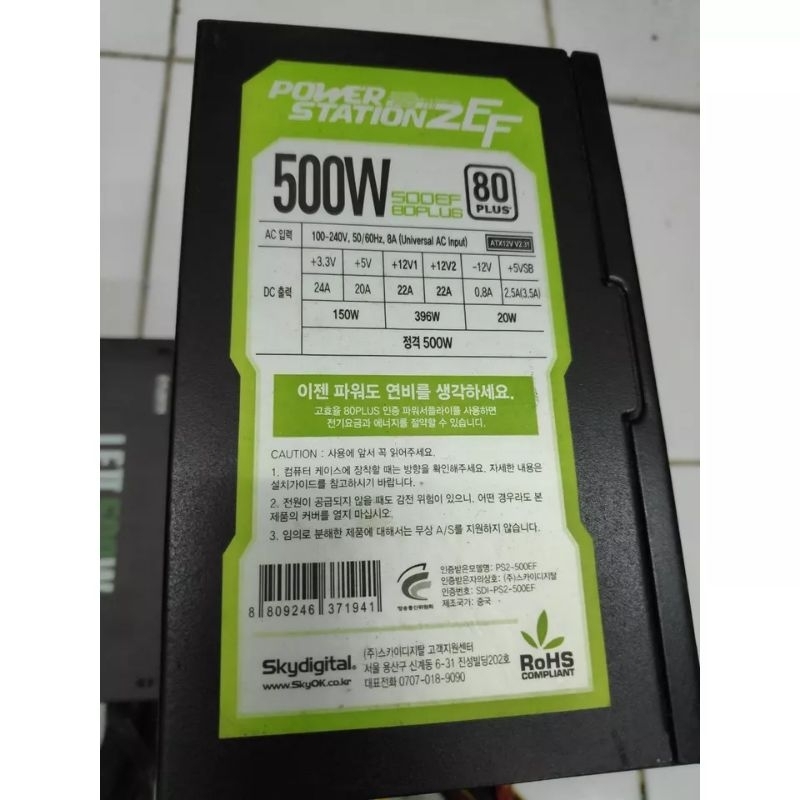 POWER
STATION2EF
500W
500EF
80PLUS
80
PLUS
AC 입력 100-240V, 50/60Hz, 8A (Universal AC Input) ATX12V V2.31
DC 출력 +3.3V +5V +12V1 +12V2 -12V +5VSB
24A 20A 22A 22A 0.8A 2.5A(3.5A)
150W 396W 20W
정격 500W
이젠 파워도 연비를 생각하세요.
고효율 80PLUS 인증 파워서플라이를 사용하면
전기요금과 에너지를 절약할 수 있습니다.
CAUTION : 사용에 앞서 꼭 읽어주세요.
1. 컴퓨터 케이스에 장착할 때는 방향을 확인해주세요. 자세한 내용은
설치가이드를 참고하시기 바랍니다.
2. 전원이 공급되지 않을 때도 감전 위험이 있으니, 어떤 경우라도 본
제품의 커버를 열지 마십시오.
3. 임의로 분해한 제품에 대해서는 무상 A/S를 지원하지 않습니다.
8 809246 371941
방송통신위원회
인증받은모델명: PS2-500EF
인증받은자의상호: (주)스카이디지탈
인증번호: SDI-PS2-500EF
제조국가: 중국
Skydigital®
www.SkyOK.co.kr
(주)스카이디지탈 고객지원센터
서울 용산구 신계동 6-31 진성빌딩202호
대표전화 0707-018-9090
RoHS
COMPLIANT